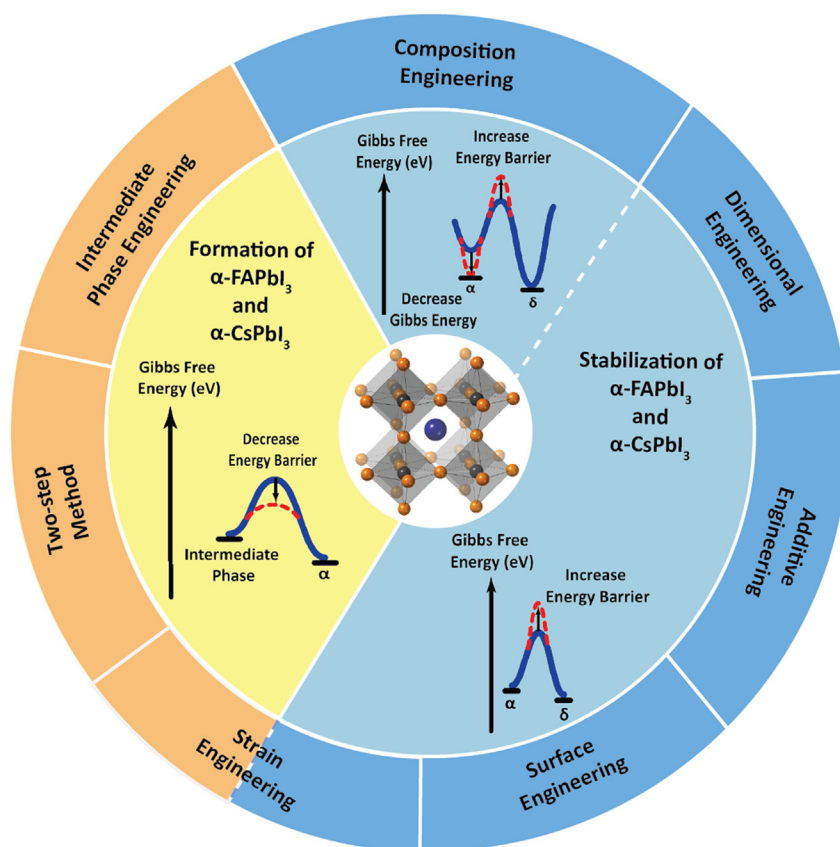 Composition
Engineering
Dimensional
Engineering
Additive
Engineering
Surface
Engineering
Strain
Engineering
Two-step
Method
Intermediate
Phase Engineering
Gibbs Free
Energy (eV)
Increase
Energy Barrier
α
δ
Decrease
Gibbs Energy
Formation of
α-FAPbI₃
and
α-CsPbI₃
Gibbs Free
Energy (eV)
Decrease
Energy Barrier
Intermediate
Phase
α
Stabilization of
α-FAPbI₃
and
α-CsPbI₃
Gibbs Free
Energy (eV)
Increase
Energy Barrier
α
δ